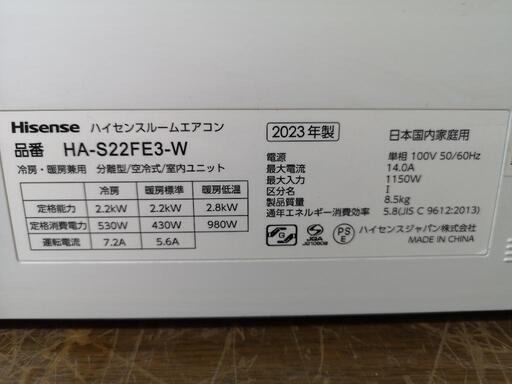 Hisense ハイセンスルームエアコン
品番 HA-S22FE3-W
冷房・暖房兼用 分離型/空冷式/室内ユニット
冷房 暖房標準 暖房低温
定格能力 2.2kW 2.2kW 2.8kW
定格消費電力 530W 430W 980W
運転電流 7.2A 5.6A
2023年製 日本国内家庭用
電源 単相 100V 50/60Hz
最大電流 14.0A
最大入力 1150W
区分名 I
製品質量 8.5kg
通年エネルギー消費効率 5.8(JIS C 9612:2013)
G JQA PS E ハイセンスジャパン株式会社
MADE IN CHINA